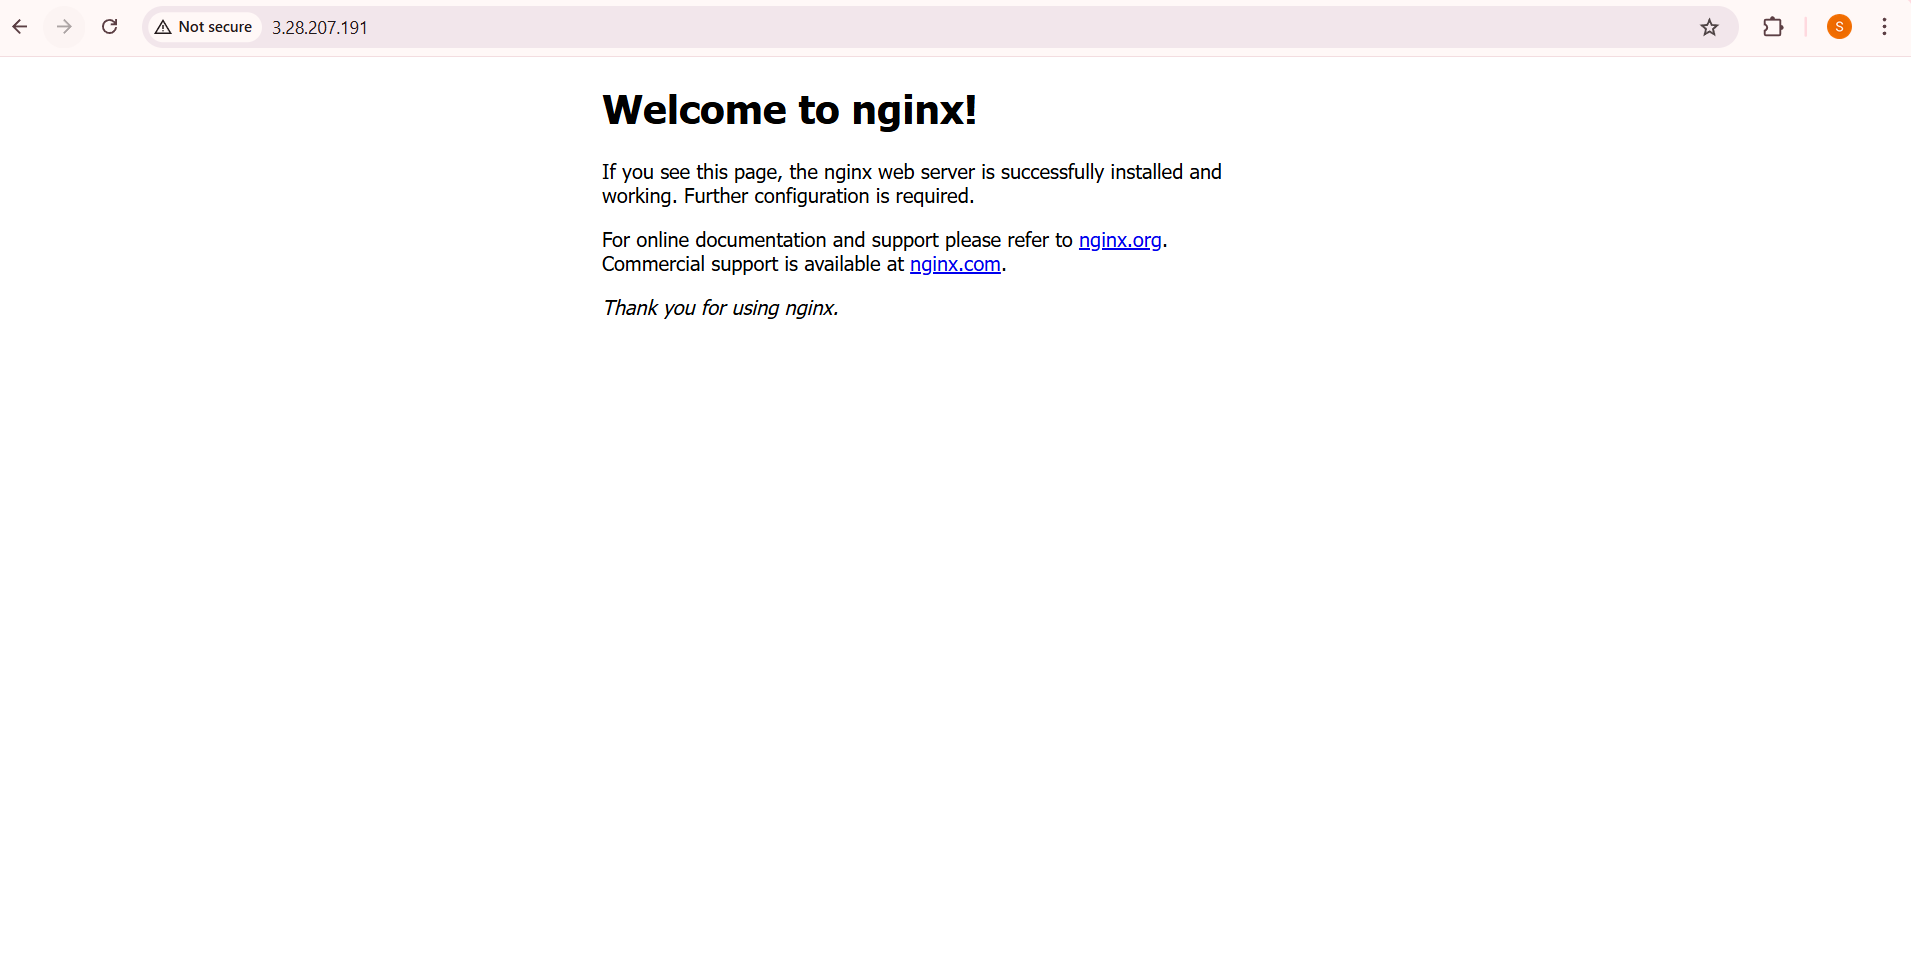 Not secure 3.28.207.191 S
Welcome to nginx!
If you see this page, the nginx web server is successfully installed and
working. Further configuration is required.
For online documentation and support please refer to nginx.org.
Commercial support is available at nginx.com.
Thank you for using nginx.